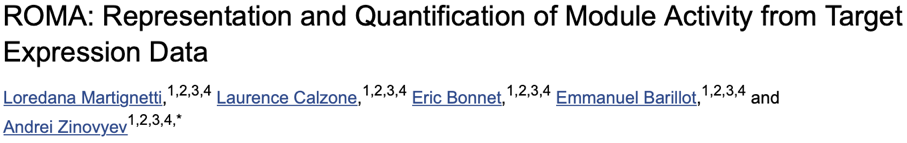 ROMA: Representation and Quantification of Module Activity from Target
Expression Data
Loredana Martignetti,1,2,3,4 Laurence Calzone,1,2,3,4 Eric Bonnet,1,2,3,4 Emmanuel Barillot,1,2,3,4 and
Andrei Zinovyev1,2,3,4,*